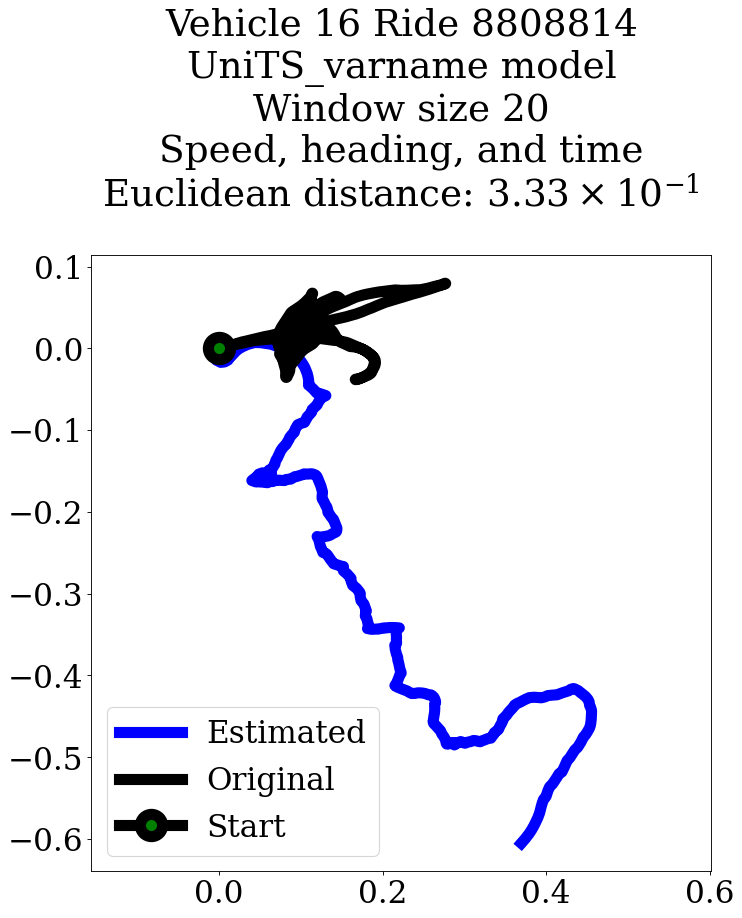 Vehicle 16 Ride 8808814
UniTS_varname model
Window size 20
Speed, heading, and time
Euclidean distance: 3.33 × 10⁻¹
0.1
0.0
−0.1
−0.2
−0.3
−0.4
−0.5
−0.6
Estimated
Original
Start
0.0 0.2 0.4 0.6